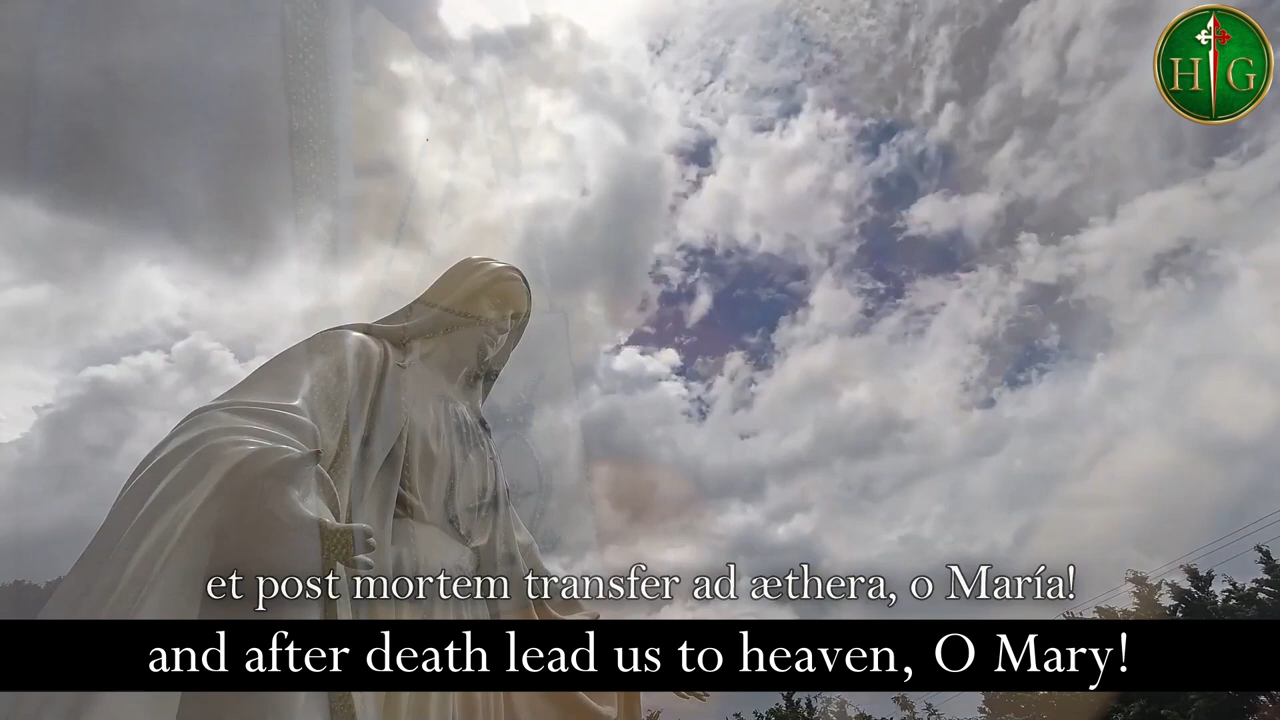 H G
et post mortem transfer ad æthera, o María!
and after death lead us to heaven, O Mary!